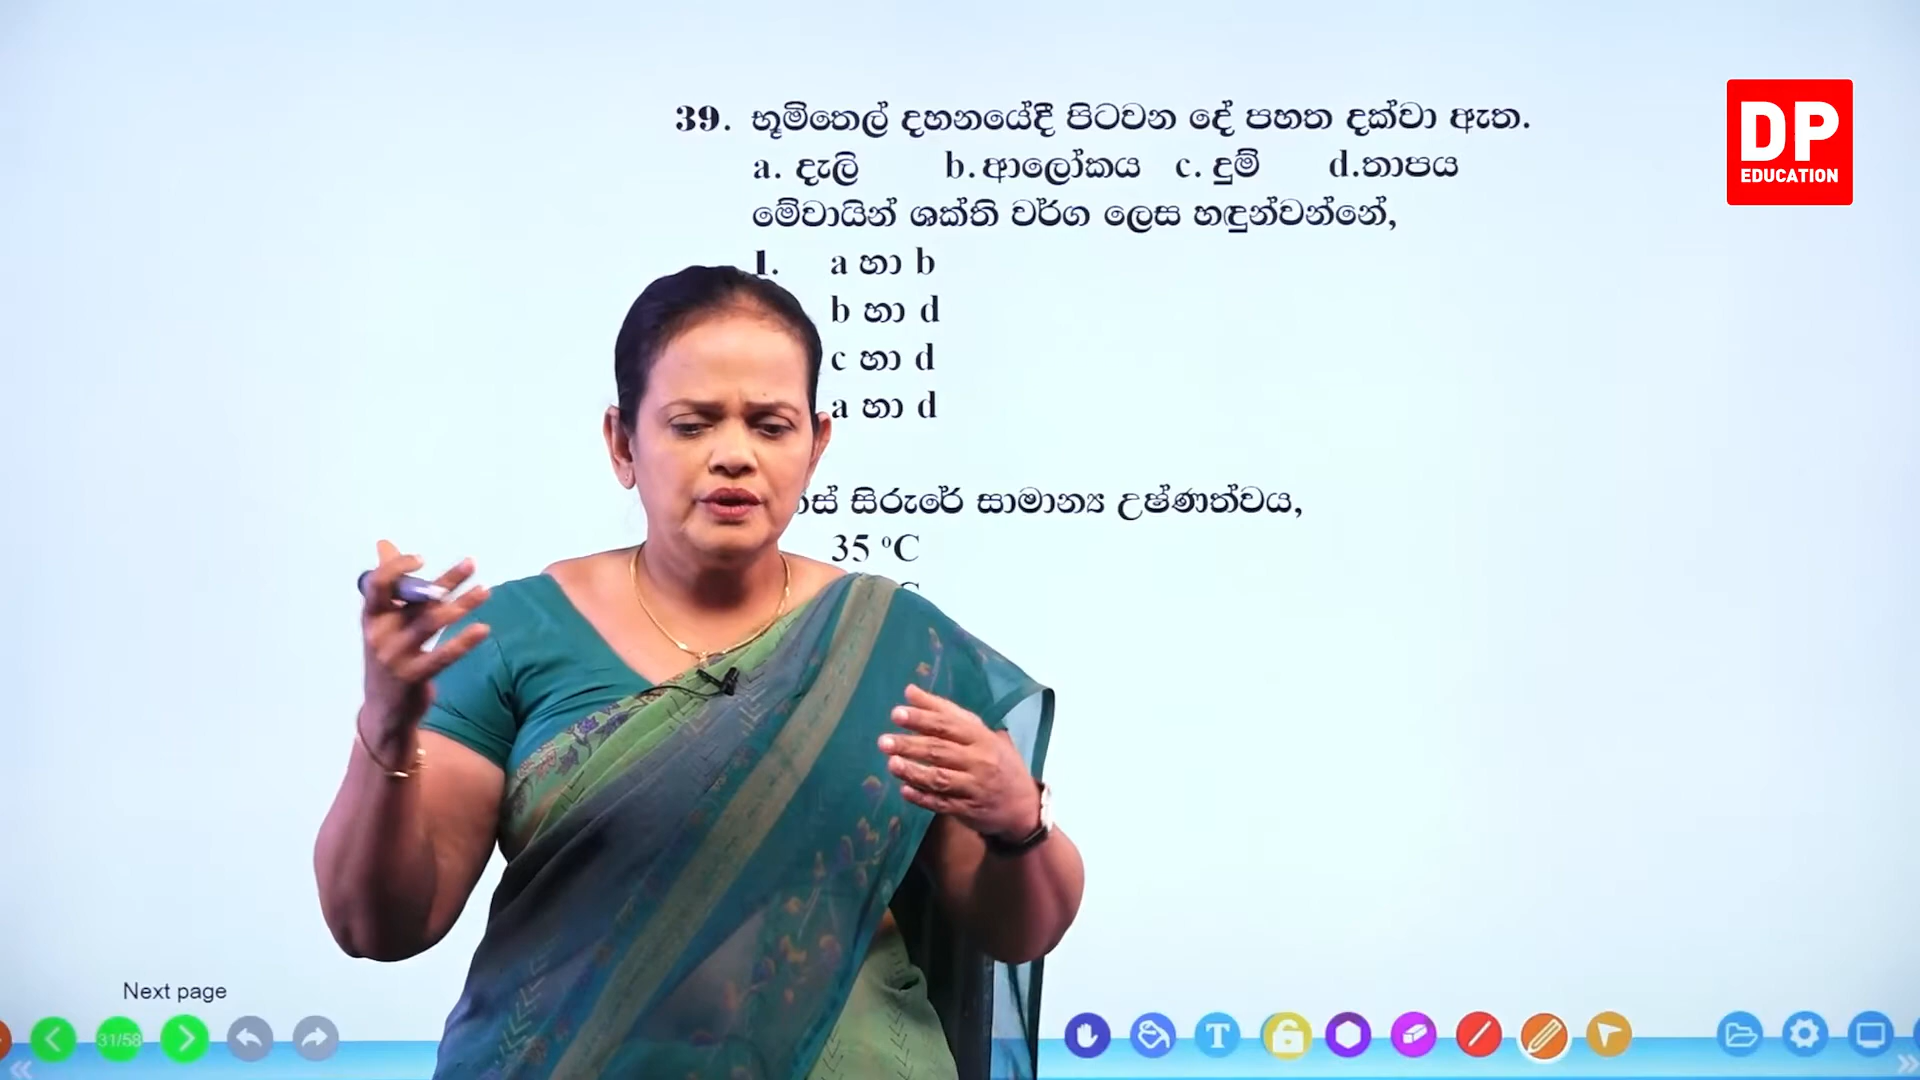 39. භූමිතෙල් දහනයේදී පිටවන දේ පහත දක්වා ඇත.
a. දැලි b. ආලෝකය c. දුම් d. තාපය
මේවායින් ශක්ති වර්ග ලෙස හඳුන්වන්නේ,
1. a හා b
b හා d
c හා d
a හා d
සිරුරේ සාමාන්‍ය උෂ්ණත්වය,
35 °C
DP
EDUCATION
Next page
31/58
T